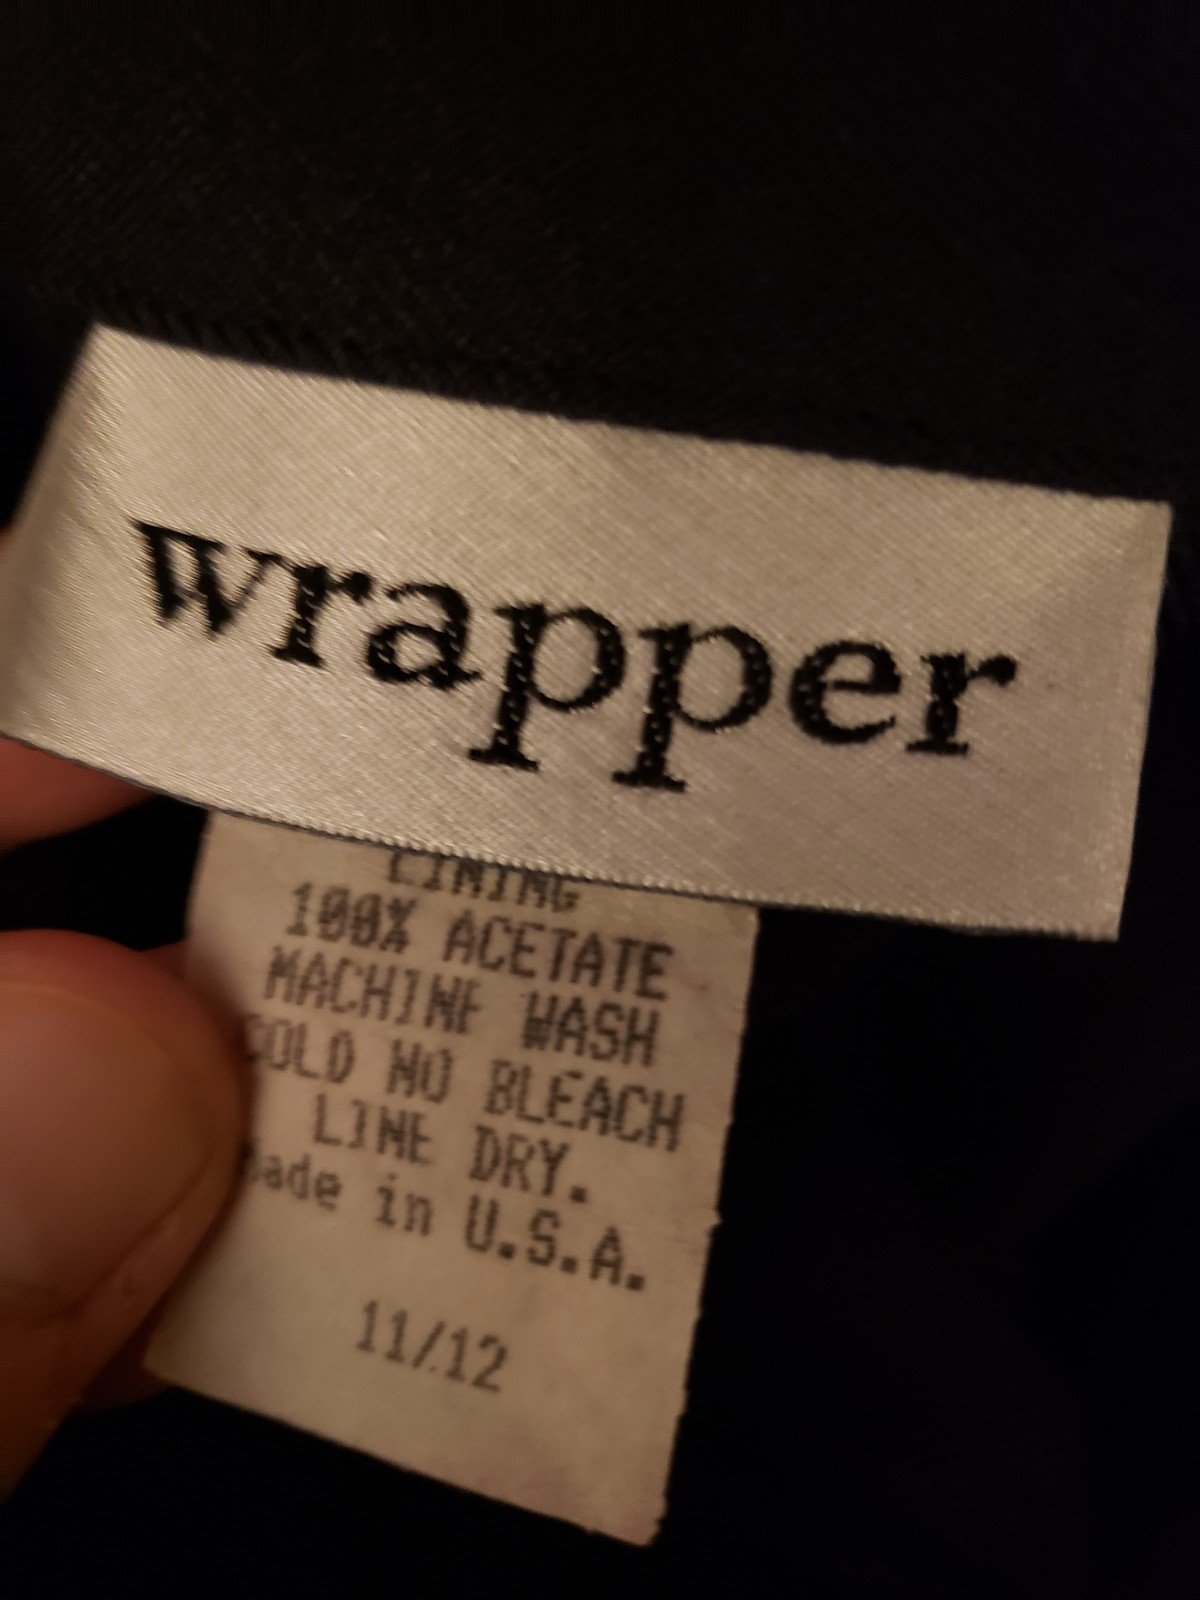 wrapper
LINING
100% ACETATE
MACHINE WASH
COLD NO BLEACH
LINE DRY.
Made in U.S.A.
11/12